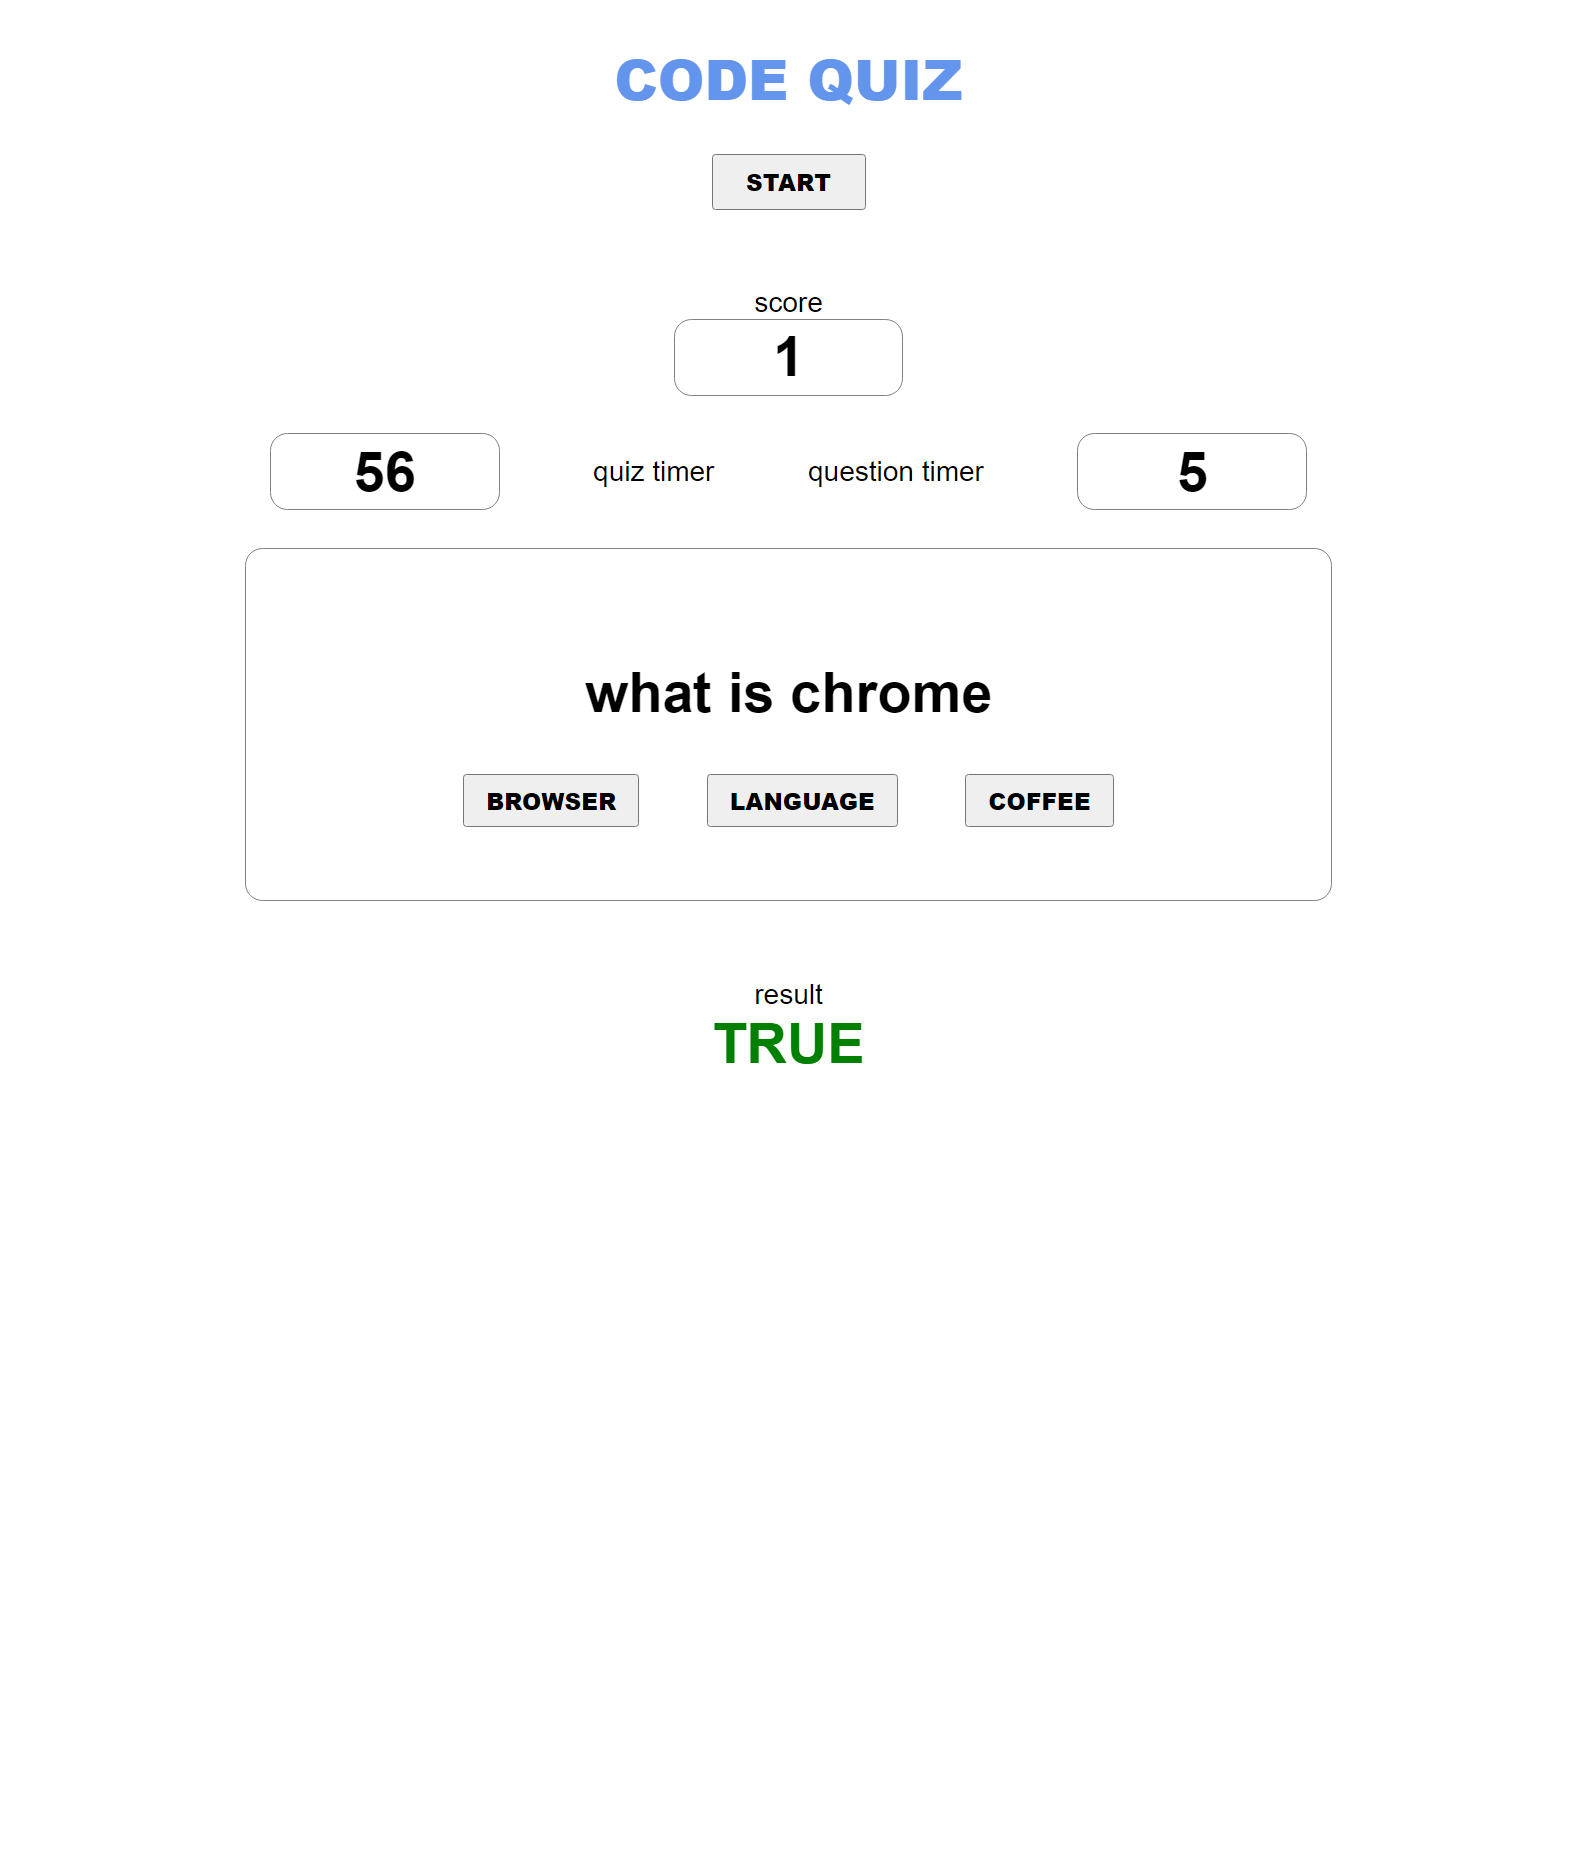 CODE QUIZ
START
score
1
56 quiz timer question timer 5
what is chrome
BROWSER LANGUAGE COFFEE
result
TRUE